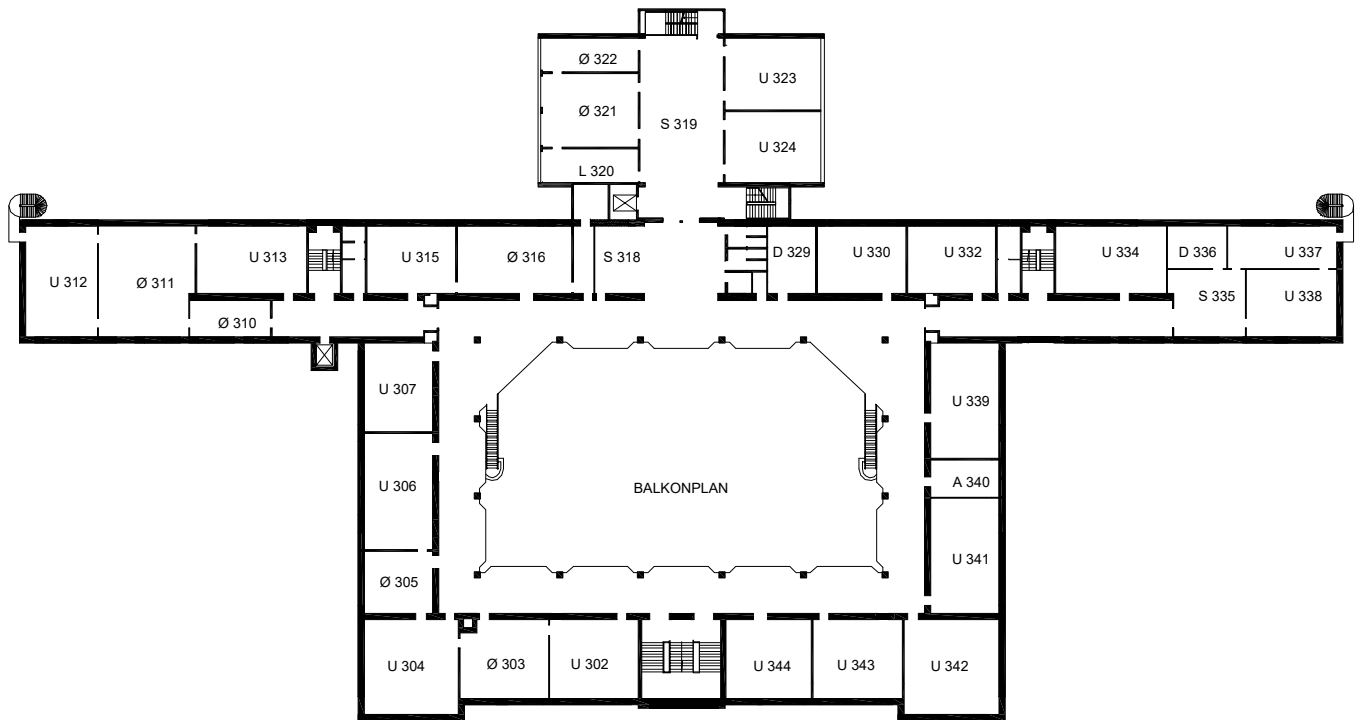 Ø 322
U 323
Ø 321
S 319
U 324
L 320
U 312
Ø 311
U 313
U 315
Ø 316
S 318
D 329
U 330
U 332
U 334
D 336
U 337
Ø 310
S 335
U 338
U 307
U 339
U 306
BALKONPLAN
A 340
Ø 305
U 341
U 304
Ø 303
U 302
U 344
U 343
U 342